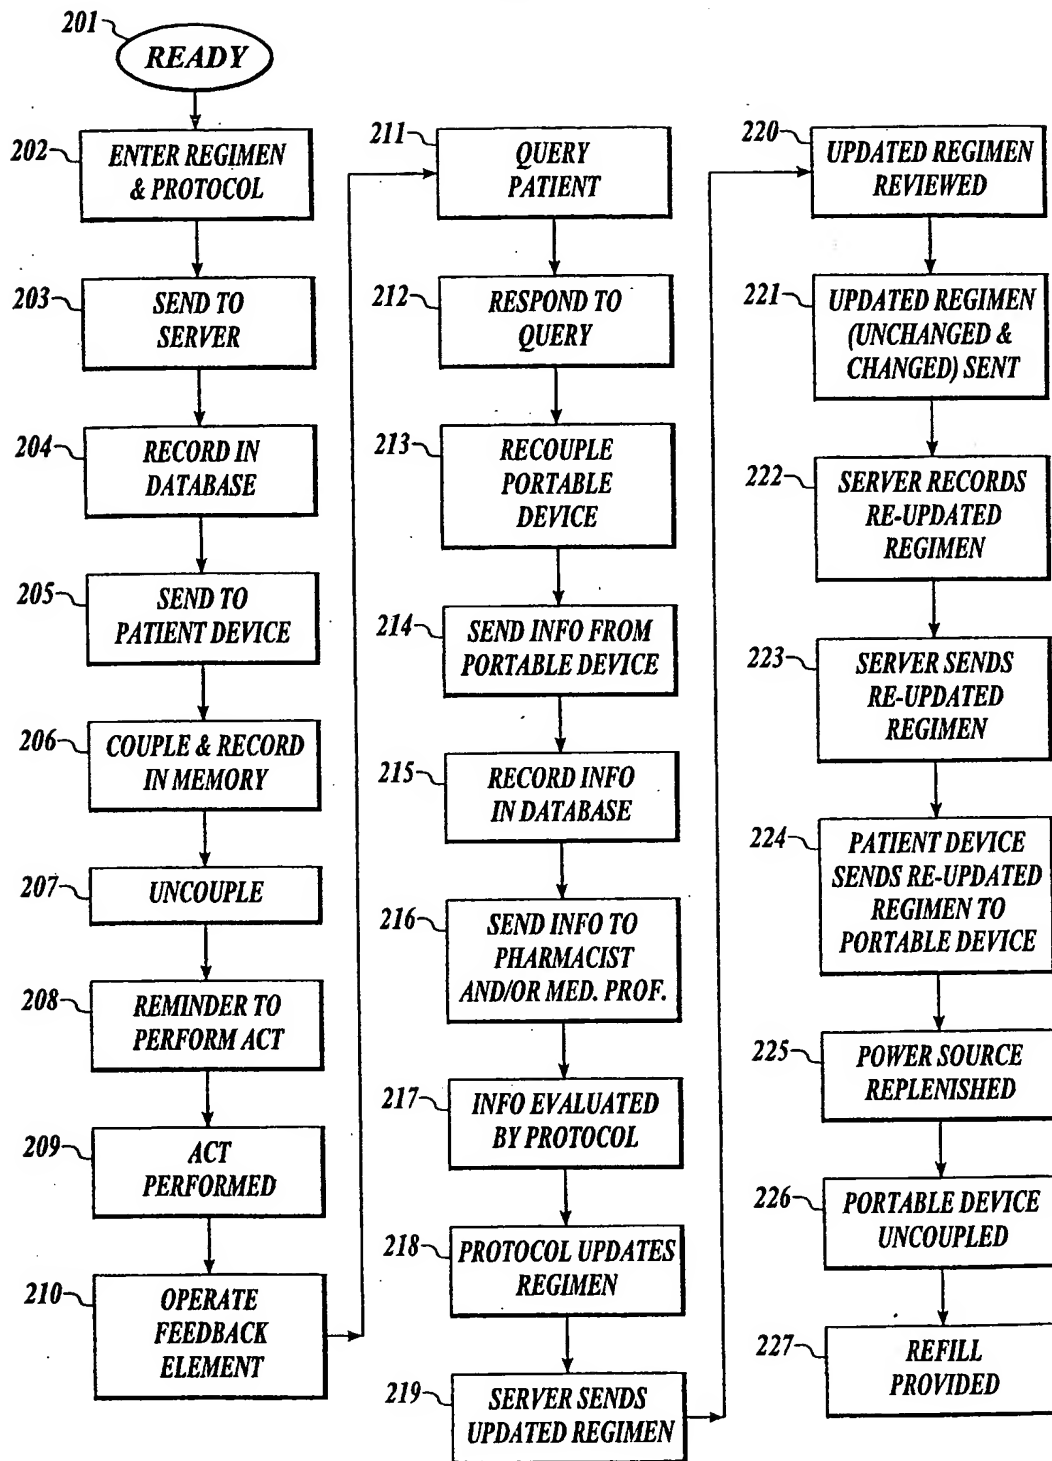 201
READY
202
ENTER REGIMEN
& PROTOCOL
203
SEND TO
SERVER
204
RECORD IN
DATABASE
205
SEND TO
PATIENT DEVICE
206
COUPLE & RECORD
IN MEMORY
207
UNCOUPLE
208
REMINDER TO
PERFORM ACT
209
ACT
PERFORMED
210
OPERATE
FEEDBACK
ELEMENT
211
QUERY
PATIENT
212
RESPOND TO
QUERY
213
RECOUPLE
PORTABLE
DEVICE
214
SEND INFO FROM
PORTABLE DEVICE
215
RECORD INFO
IN DATABASE
216
SEND INFO TO
PHARMACIST
AND/OR MED. PROF.
217
INFO EVALUATED
BY PROTOCOL
218
PROTOCOL UPDATES
REGIMEN
219
SERVER SENDS
UPDATED REGIMEN
220
UPDATED REGIMEN
REVIEWED
221
UPDATED REGIMEN
(UNCHANGED &
CHANGED) SENT
222
SERVER RECORDS
RE-UPDATED
REGIMEN
223
SERVER SENDS
RE-UPDATED
REGIMEN
224
PATIENT DEVICE
SENDS RE-UPDATED
REGIMEN TO
PORTABLE DEVICE
225
POWER SOURCE
REPLENISHED
226
PORTABLE DEVICE
UNCOUPLED
227
REFILL
PROVIDED